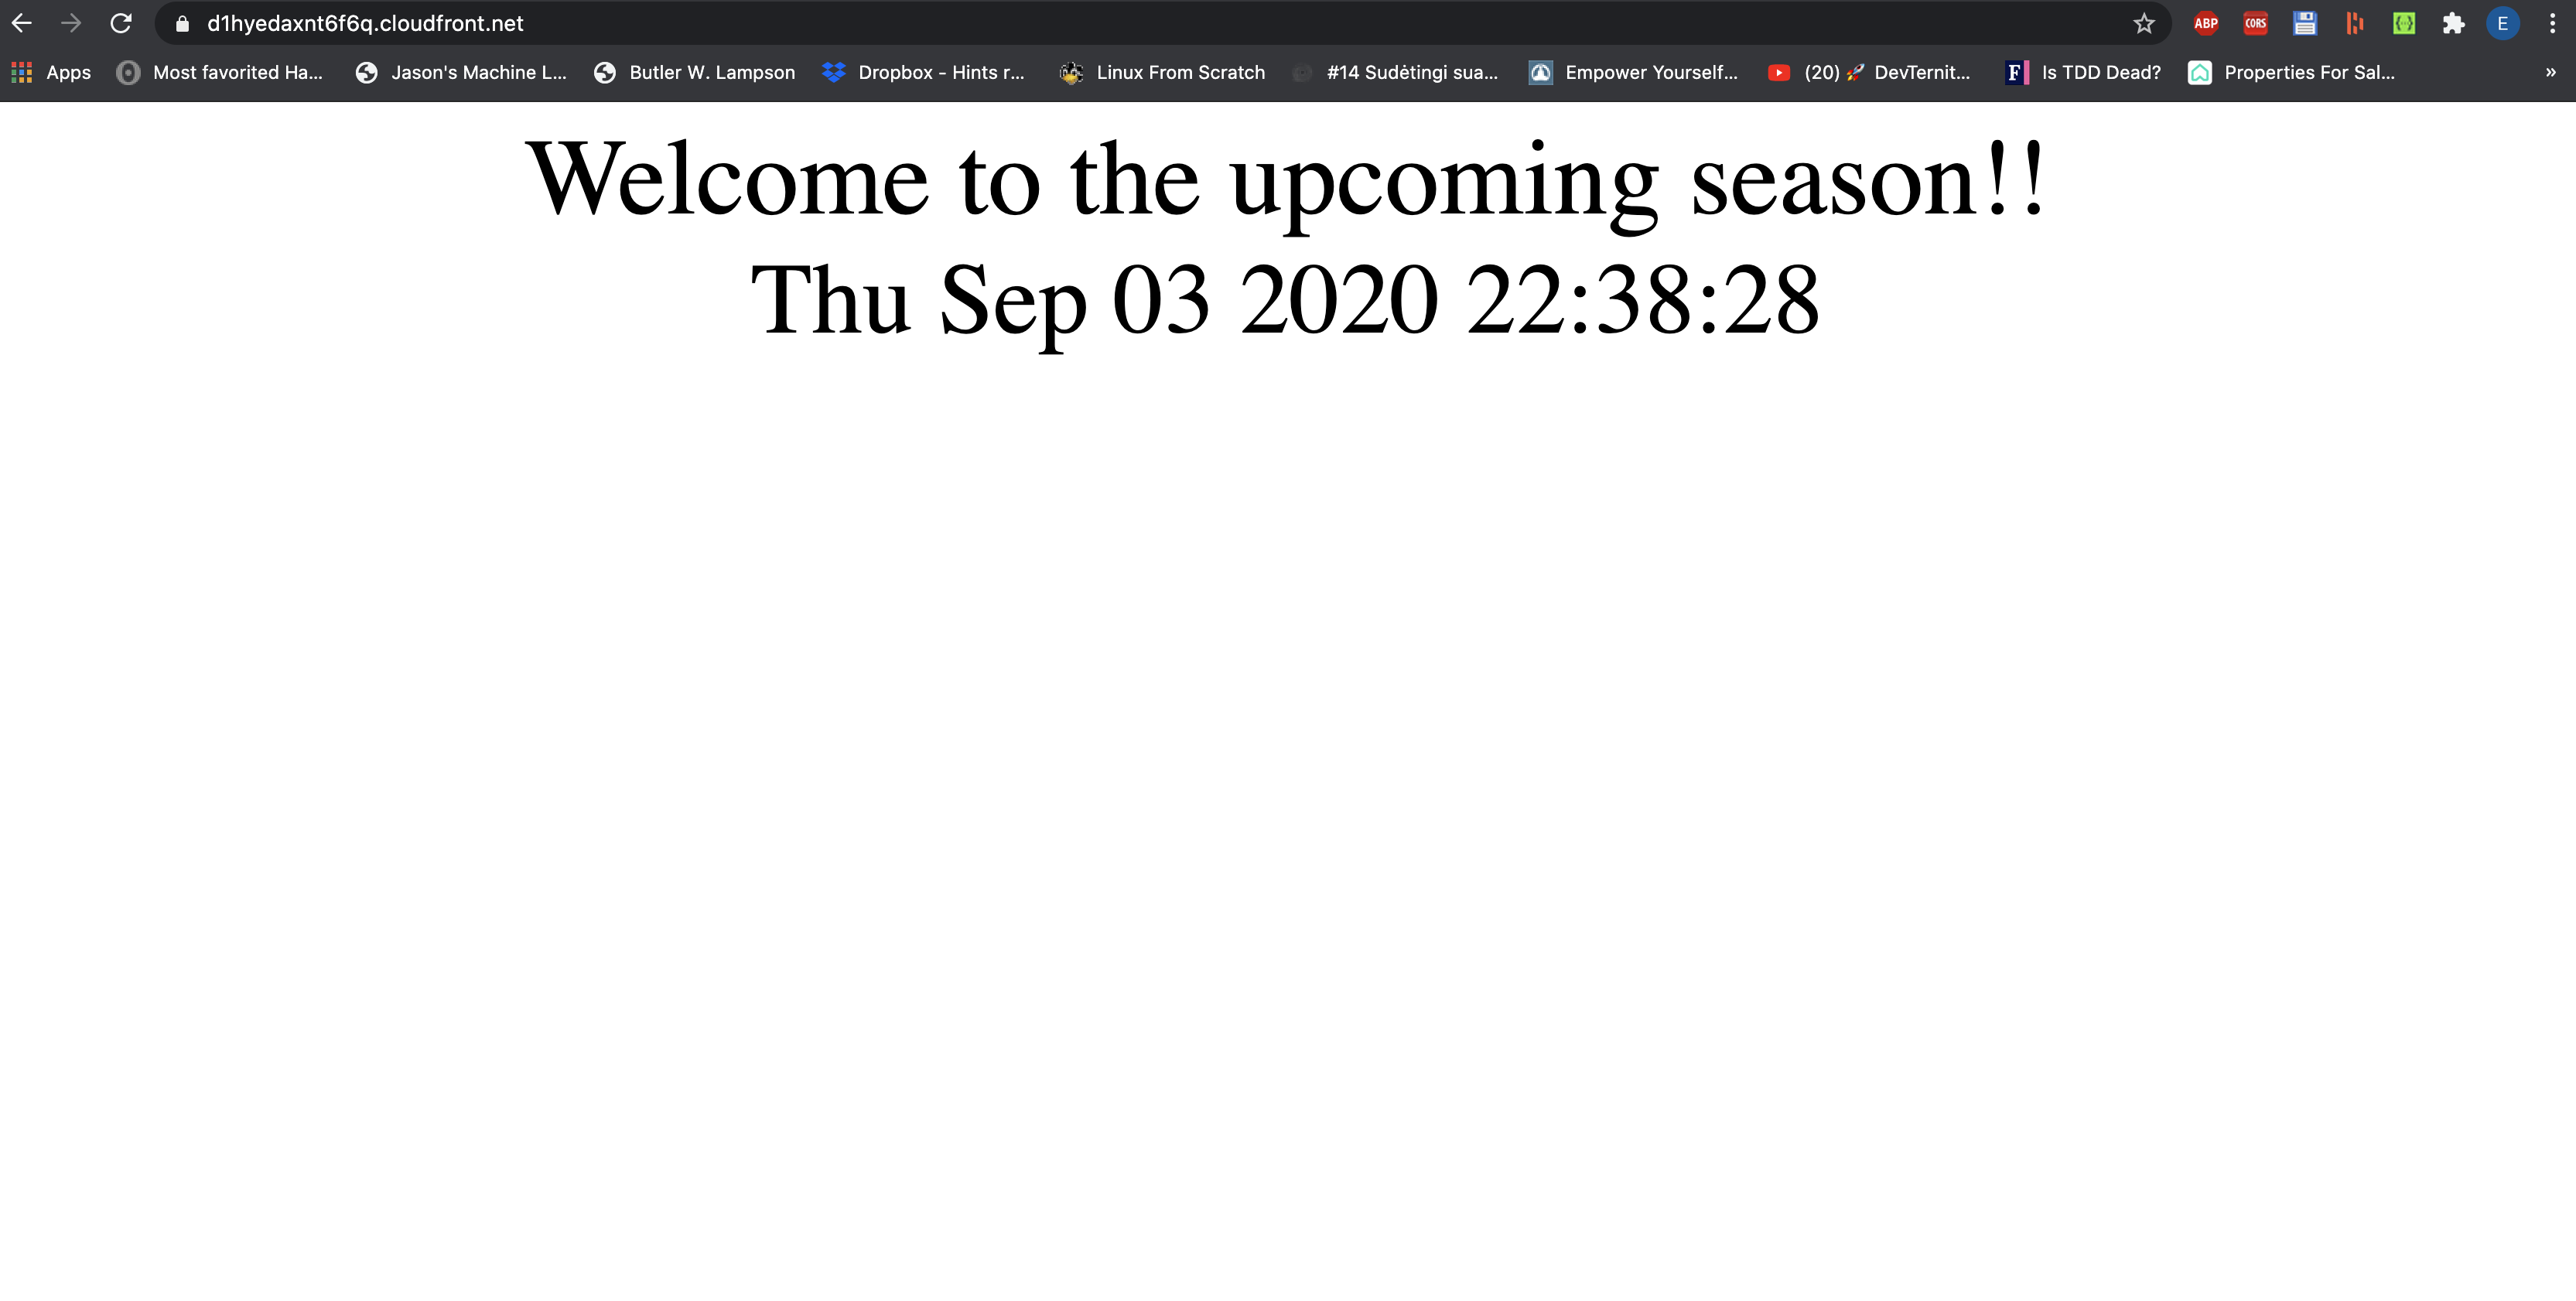 d1hyedaxnt6f6q.cloudfront.net ABP CORS E
Apps Most favorited Ha... Jason's Machine L... Butler W. Lampson Dropbox - Hints r... Linux From Scratch #14 Sudėtingi sua... Empower Yourself... (20) 🚀 DevTernit... F Is TDD Dead? Properties For Sal... »
Welcome to the upcoming season!!
Thu Sep 03 2020 22:38:28